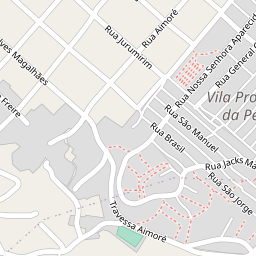 Rua Aimoré
Rua Jurumirim
Rua Nossa Senhora Aparecida
Rua General
lves Magalhães
Freire
Vila Pro
da Pe
Rua São Manuel
Rua Brasil
Rua Jacks Ma
Rua São Jorge
Travessa Aimoré